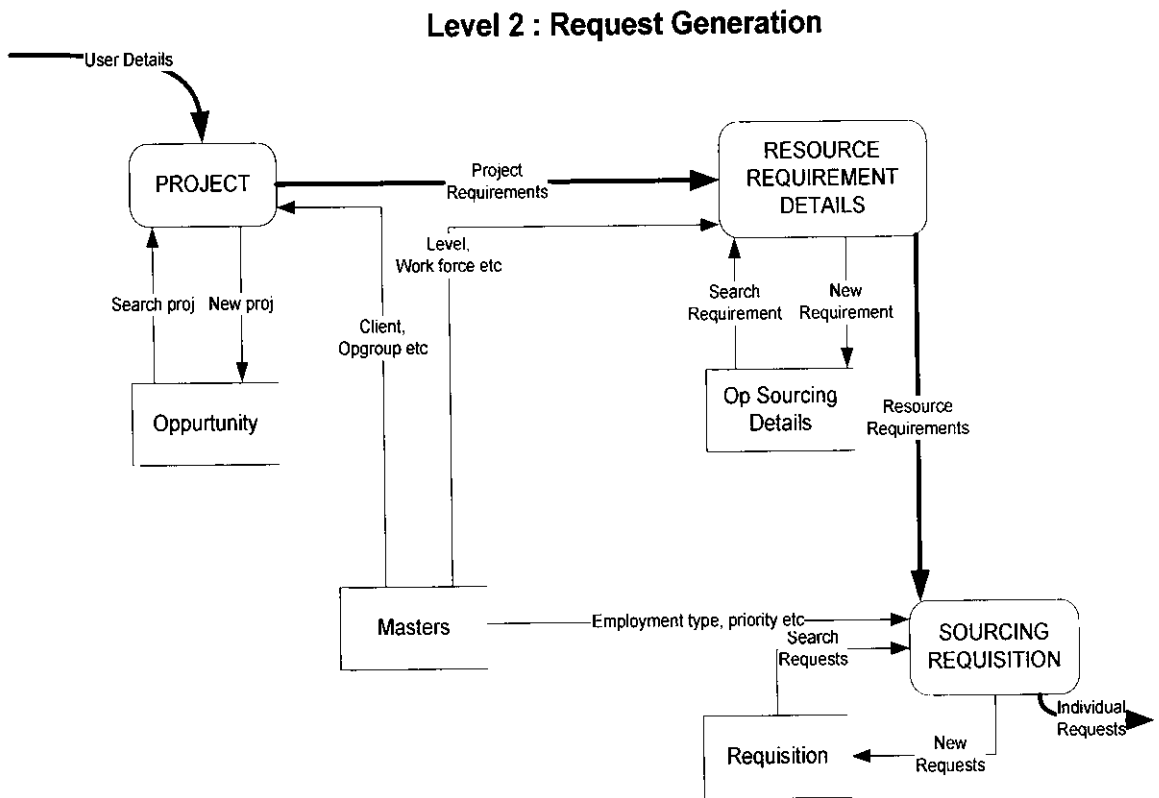 Level 2 : Request Generation
User Details
PROJECT
Project
Requirements
RESOURCE
REQUIREMENT
DETAILS
Level,
Work force etc
Search proj
New proj
Client,
Opgroup etc
Search
Requirement
New
Requirement
Oppurtunity
Op Sourcing
Details
Resource
Requirements
Masters
Employment type, priority etc
Search
Requests
SOURCING
REQUISITION
Individual
Requests
Requisition
New
Requests